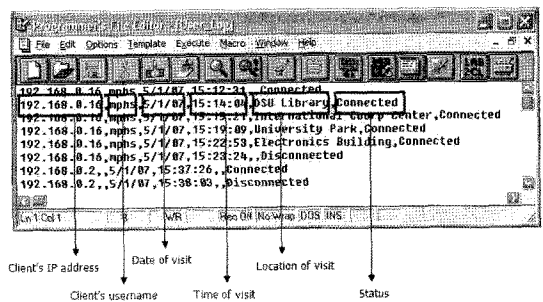 Programmer's File Editor - [User Log]
File Edit Options Template Execute Macro Window Help
192.168.0.16,mphs,5/1/07,15:12:31,,Connected
192.168.0.16,mphs,5/1/07,15:14:04,OSU Library,Connected
192.168.0.16,mphs,5/1/07,15:15:21,International Center,Connected
192.168.0.16,mphs,5/1/07,15:19:09,University Park,Connected
192.168.0.16,mphs,5/1/07,15:22:53,Electronics Building,Connected
192.168.0.16,mphs,5/1/07,15:23:24,,Disconnected
192.168.0.2,,5/1/07,15:37:26,,Connected
192.168.0.2,,5/1/07,15:38:03,,Disconnected
Ln 1 Col 1 8 WR Rec Off No Wrap DOS INS
Client's IP address
Date of visit
Location of visit
Client's username
Time of visit
Status